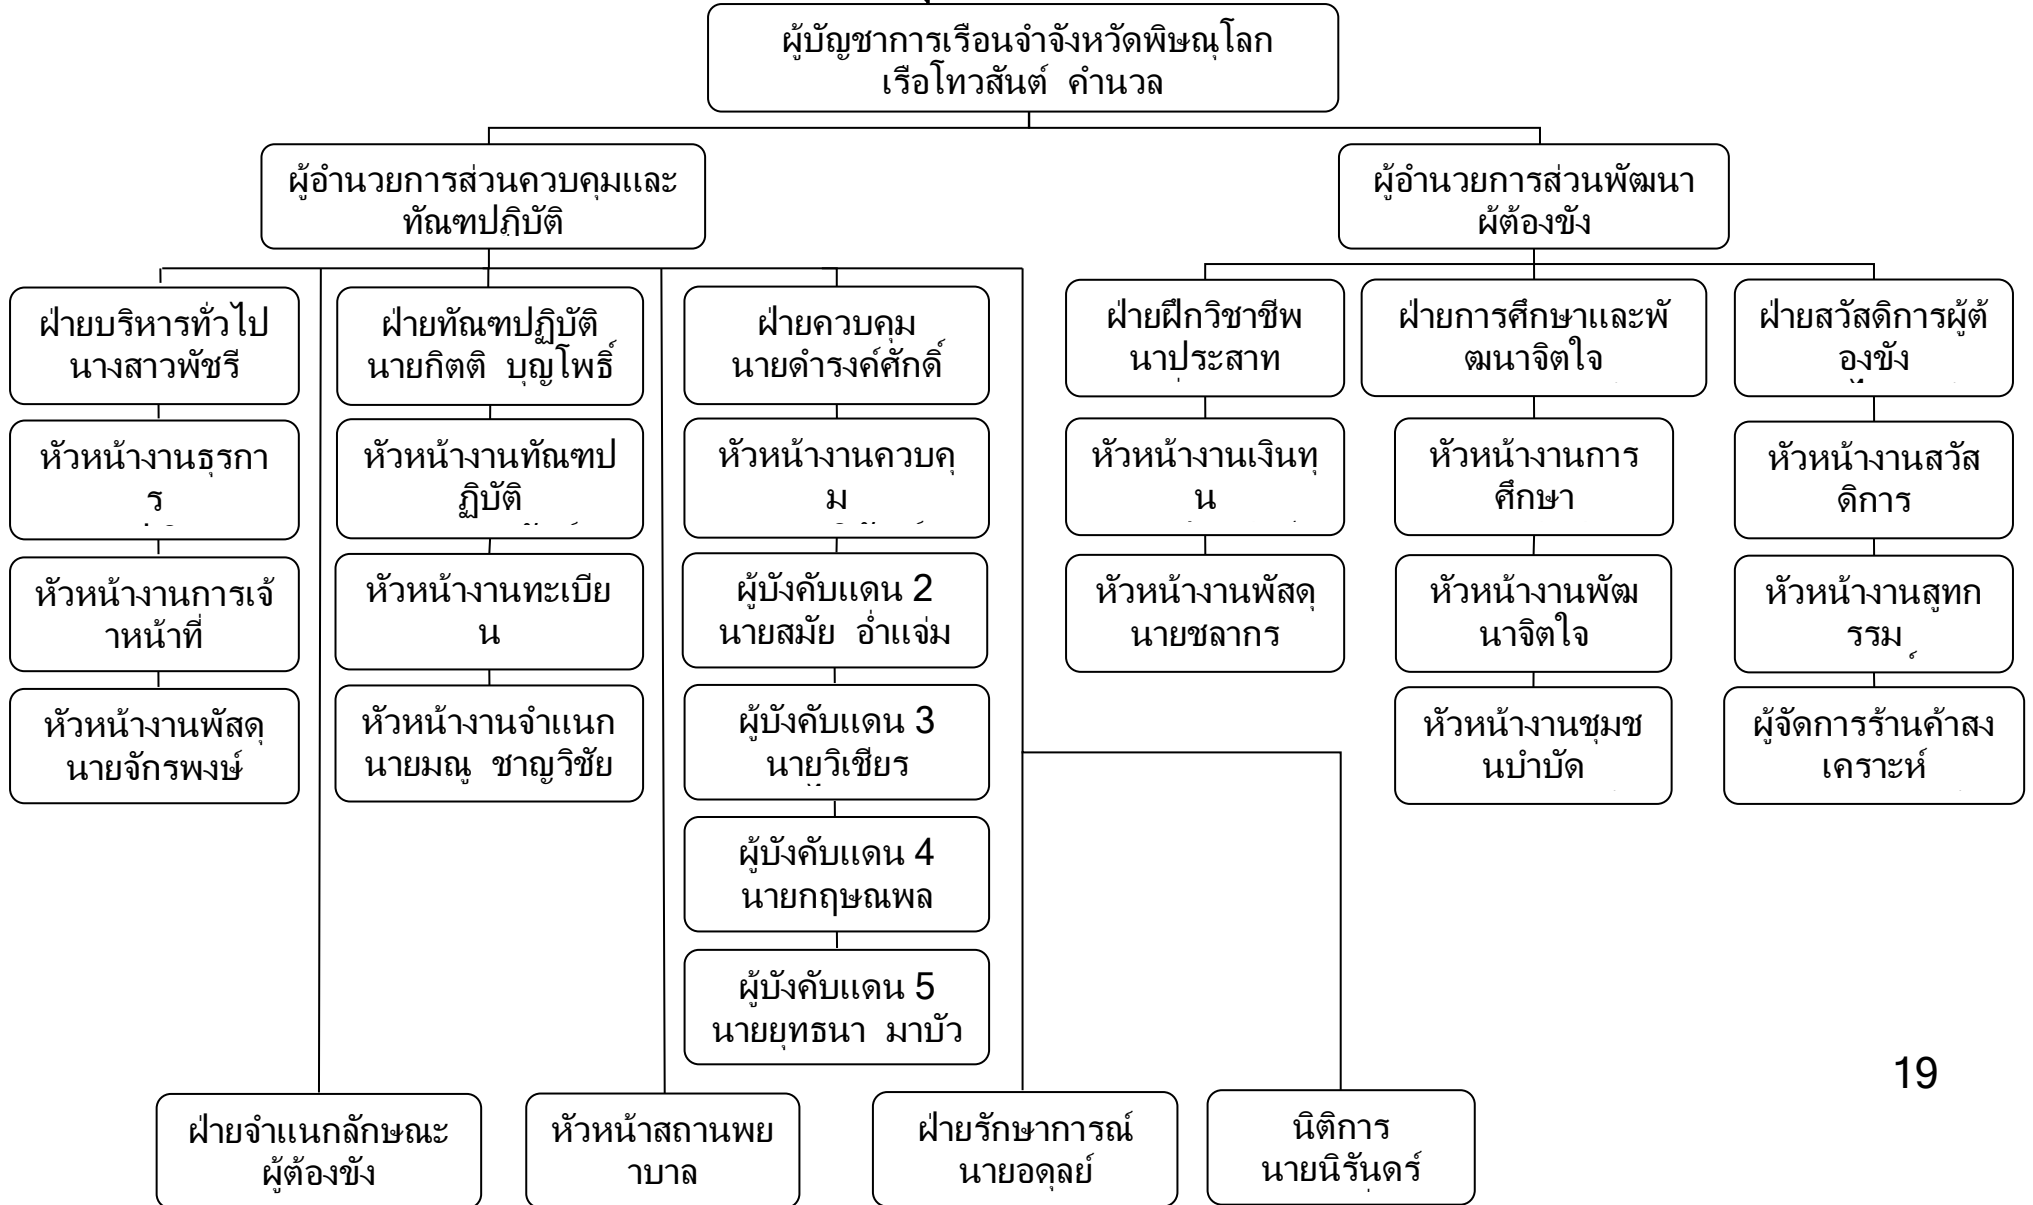 ผู้บัญชาการเรือนจำจังหวัดพิษณุโลก
เรือโทวสันต์ คำนวล
ผู้อำนวยการส่วนควบคุมและ
ทัณฑปฏิบัติ
ผู้อำนวยการส่วนพัฒนา
ผู้ต้องขัง
ฝ่ายบริหารทั่วไป
นางสาวพัชรี
ฝ่ายทัณฑปฏิบัติ
นายกิตติ บุญโพธิ์
ฝ่ายควบคุม
นายดำรงค์ศักดิ์
ฝ่ายฝึกวิชาชีพ
นาประสาท
ฝ่ายการศึกษาและพั
ฒนาจิตใจ
ฝ่ายสวัสดิการผู้ต้
องขัง
หัวหน้างานธุรกา
ร
หัวหน้างานทัณฑป
ฏิบัติ
หัวหน้างานควบคุ
ม
หัวหน้างานเงินทุ
น
หัวหน้างานการ
ศึกษา
หัวหน้างานสวัส
ดิการ
หัวหน้างานการเจ้
าหน้าที่
หัวหน้างานทะเบีย
น
ผู้บังคับแดน 2
นายสมัย อ่ำแจ่ม
หัวหน้างานพัสดุ
นายชลากร
หัวหน้างานพัฒ
นาจิตใจ
หัวหน้างานสูทก
รรม
หัวหน้างานพัสดุ
นายจักรพงษ์
หัวหน้างานจำแนก
นายมณู ชาญวิชัย
ผู้บังคับแดน 3
นายวิเชียร
หัวหน้างานชุมช
นบำบัด
ผู้จัดการร้านค้าสง
เคราะห์
ผู้บังคับแดน 4
นายกฤษณพล
ผู้บังคับแดน 5
นายยุทธนา มาบัว
19
ฝ่ายจำแนกลักษณะ
ผู้ต้องขัง
หัวหน้าสถานพย
าบาล
ฝ่ายรักษาการณ์
นายอดุลย์
นิติการ
นายนิรันดร์